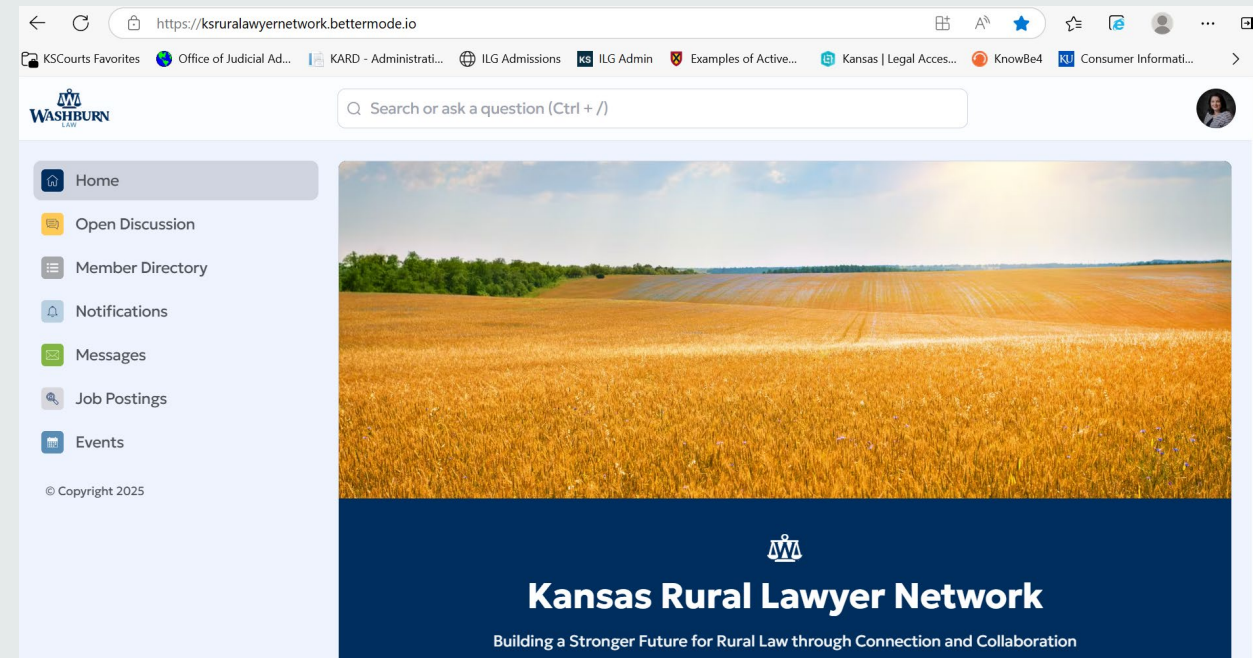 https://ksruralawyernetwork.bettermode.io
KSCourts Favorites Office of Judicial Ad... KARD - Administrati... ILG Admissions KS ILG Admin Examples of Active... Kansas | Legal Acces... KnowBe4 KU Consumer Informati...
WASHBURN
LAW
Search or ask a question (Ctrl + /)
Home
Open Discussion
Member Directory
Notifications
Messages
Job Postings
Events
© Copyright 2025
Kansas Rural Lawyer Network
Building a Stronger Future for Rural Law through Connection and Collaboration